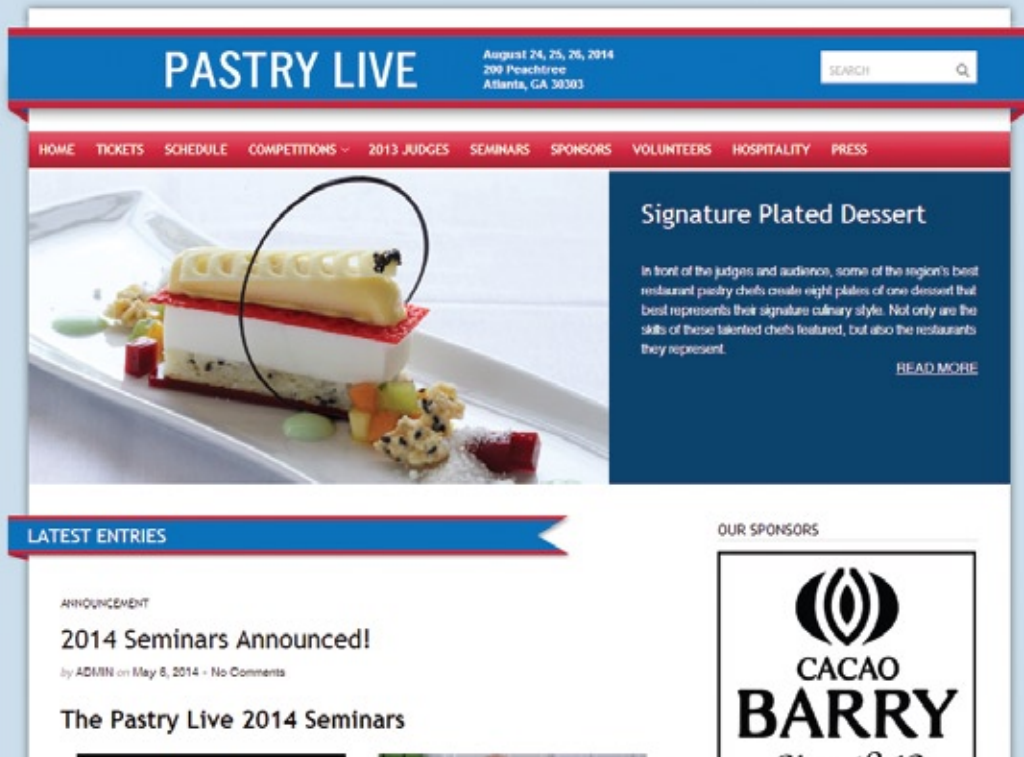 PASTRY LIVE
August 24, 25, 26, 2014
200 Peachtree
Atlanta, GA 30303
SEARCH
HOME TICKETS SCHEDULE COMPETITIONS 2013 JUDGES SEMINARS SPONSORS VOLUNTEERS HOSPITALITY PRESS
Signature Plated Dessert
In front of the judges and audience, some of the region's best
restaurant pastry chefs create eight plates of one dessert that
best represents their signature culinary style. Not only are the
skills of these talented chefs featured, but also the restaurants
they represent.
READ MORE
LATEST ENTRIES
OUR SPONSORS
ANNOUNCEMENT
2014 Seminars Announced!
by ADMIN on May 6, 2014 • No Comments
The Pastry Live 2014 Seminars
CACAO
BARRY